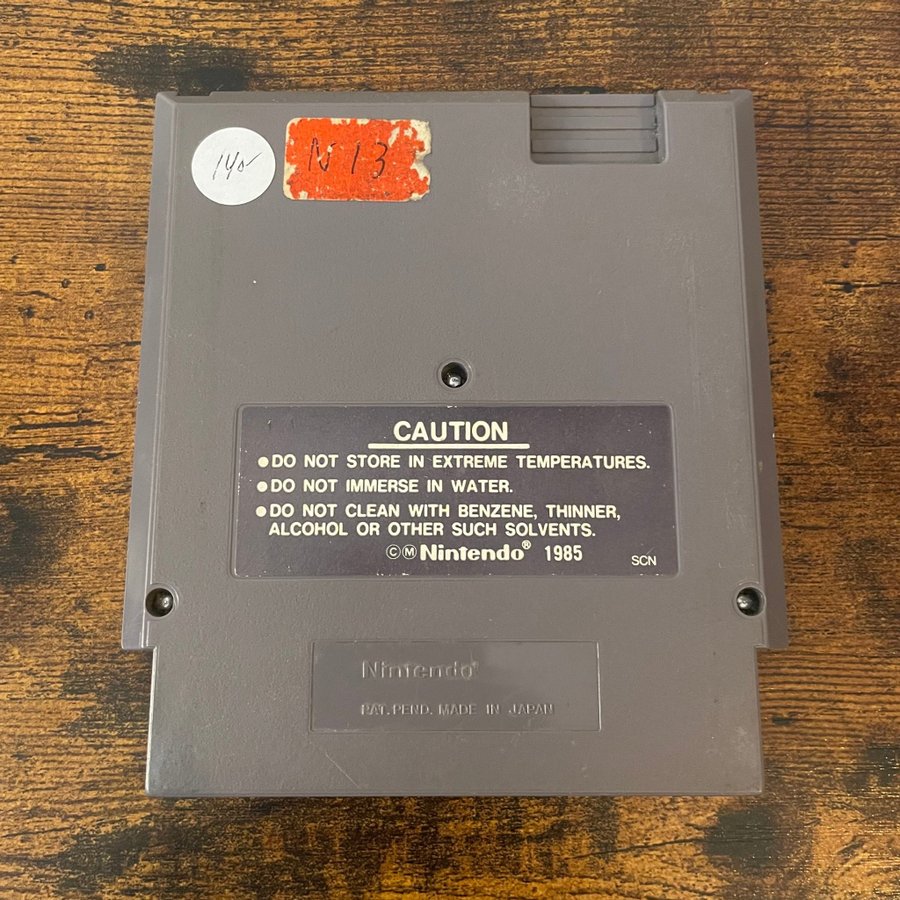 N 13
CAUTION
●DO NOT STORE IN EXTREME TEMPERATURES.
●DO NOT IMMERSE IN WATER.
●DO NOT CLEAN WITH BENZENE, THINNER,
ALCOHOL OR OTHER SUCH SOLVENTS.
©Ⓜ Nintendo® 1985
SCN
Nintendo®
PAT. PEND. MADE IN JAPAN